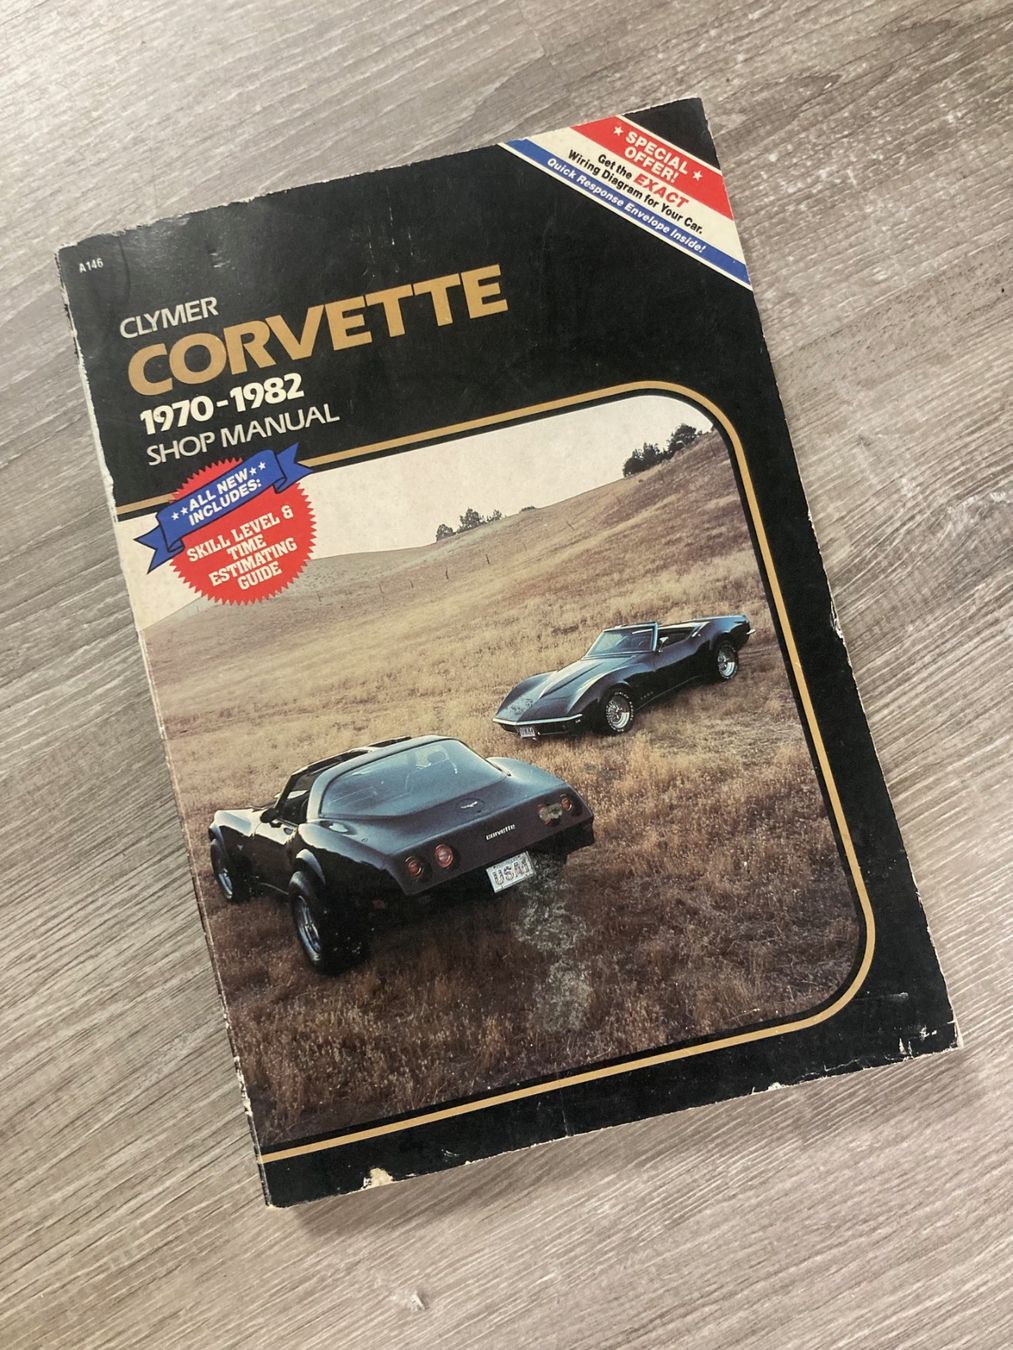 A146
★ SPECIAL
OFFER! ★
Get the EXACT
Wiring Diagram for Your Car.
Quick Response Envelope Inside!
CLYMER
CORVETTE
1970-1982
SHOP MANUAL
★★ALL NEW★★
INCLUDES:
SKILL LEVEL &
TIME
ESTIMATING
GUIDE
corvette
USA